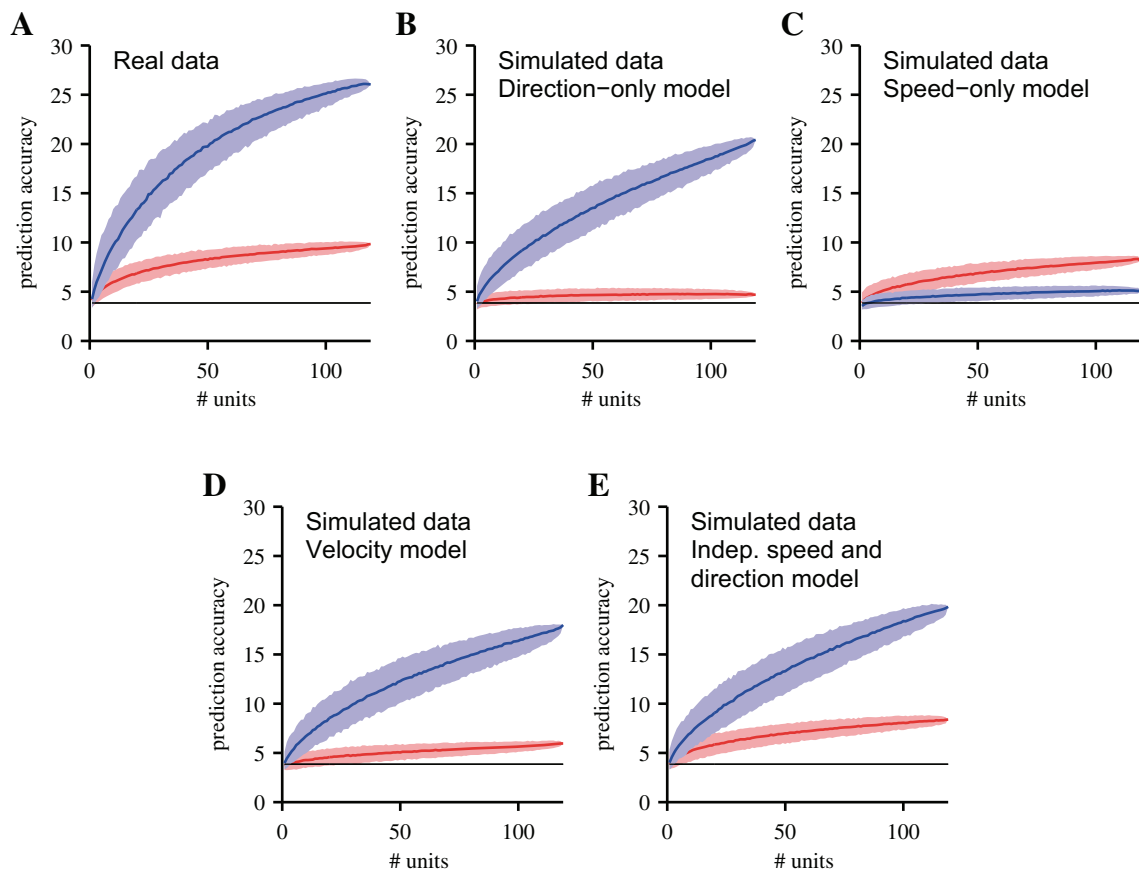 A
Real data
30
25
20
15
10
5
0
prediction accuracy
0
50
100
# units
B
Simulated data
Direction−only model
30
25
20
15
10
5
0
prediction accuracy
0
50
100
# units
C
Simulated data
Speed−only model
30
25
20
15
10
5
0
prediction accuracy
0
50
100
# units
D
Simulated data
Velocity model
30
25
20
15
10
5
0
prediction accuracy
0
50
100
# units
E
Simulated data
Indep. speed and
direction model
30
25
20
15
10
5
0
prediction accuracy
0
50
100
# units